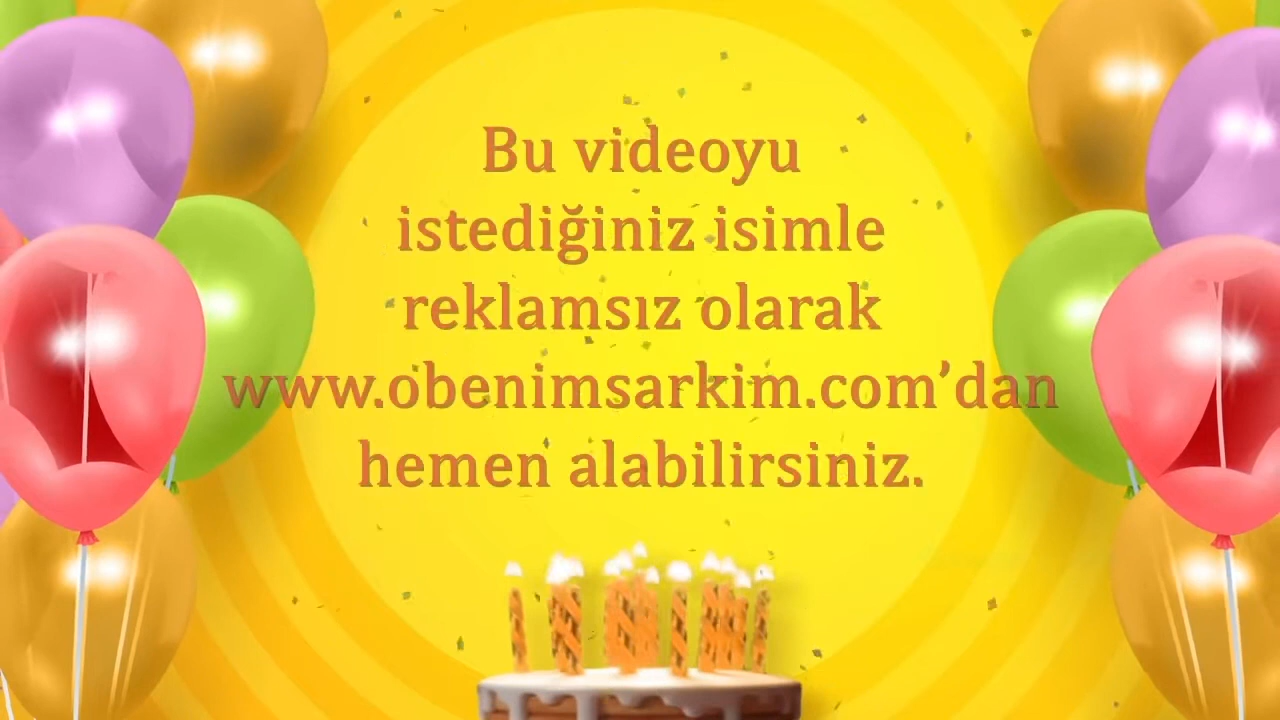 Bu videoyu
istediğiniz isimle
reklamsız olarak
www.obenimsarkim.com’dan
hemen alabilirsiniz.